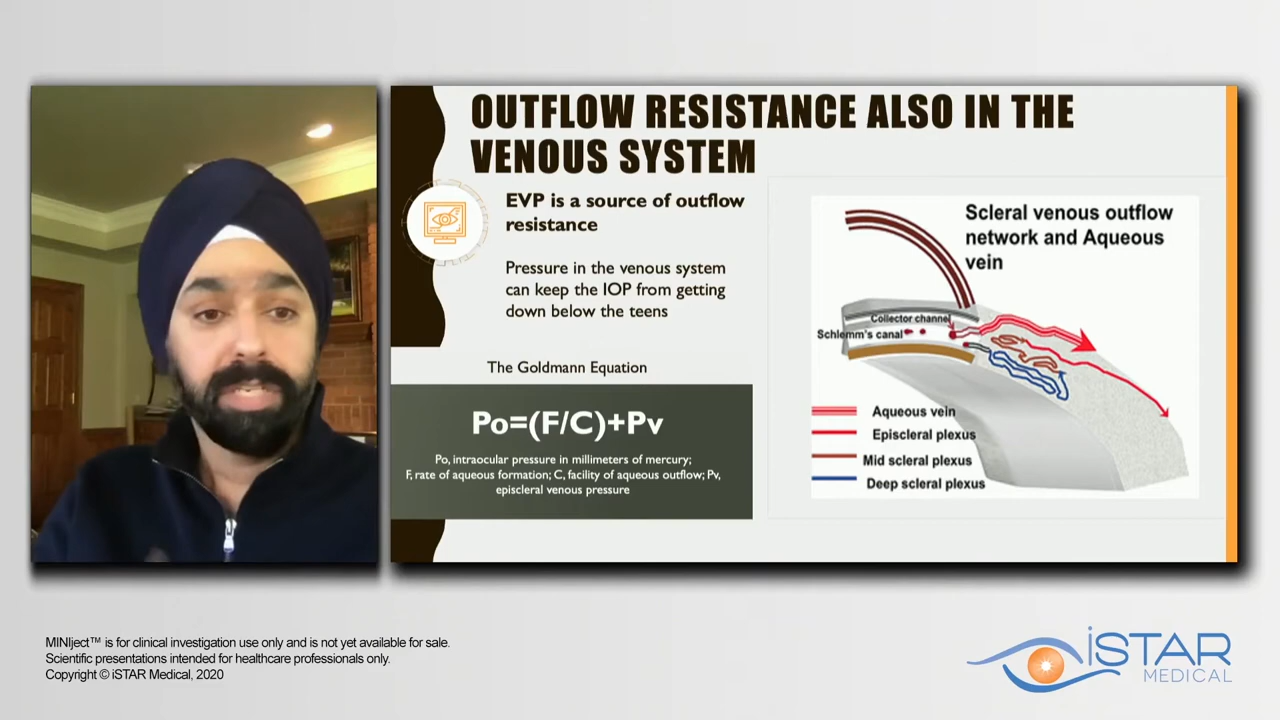 OUTFLOW RESISTANCE ALSO IN THE
VENOUS SYSTEM
EVP is a source of outflow
resistance
Pressure in the venous system
can keep the IOP from getting
down below the teens
The Goldmann Equation
Po=(F/C)+Pv
Po, intraocular pressure in millimeters of mercury;
F, rate of aqueous formation; C, facility of aqueous outflow; Pv,
episcleral venous pressure
Scleral venous outflow
network and Aqueous
vein
Collector channel
Schlemm's canal
Aqueous vein
Episcleral plexus
Mid scleral plexus
Deep scleral plexus
MINIject™ is for clinical investigation use only and is not yet available for sale.
Scientific presentations intended for healthcare professionals only.
Copyright © iSTAR Medical, 2020
iSTAR
MEDICAL